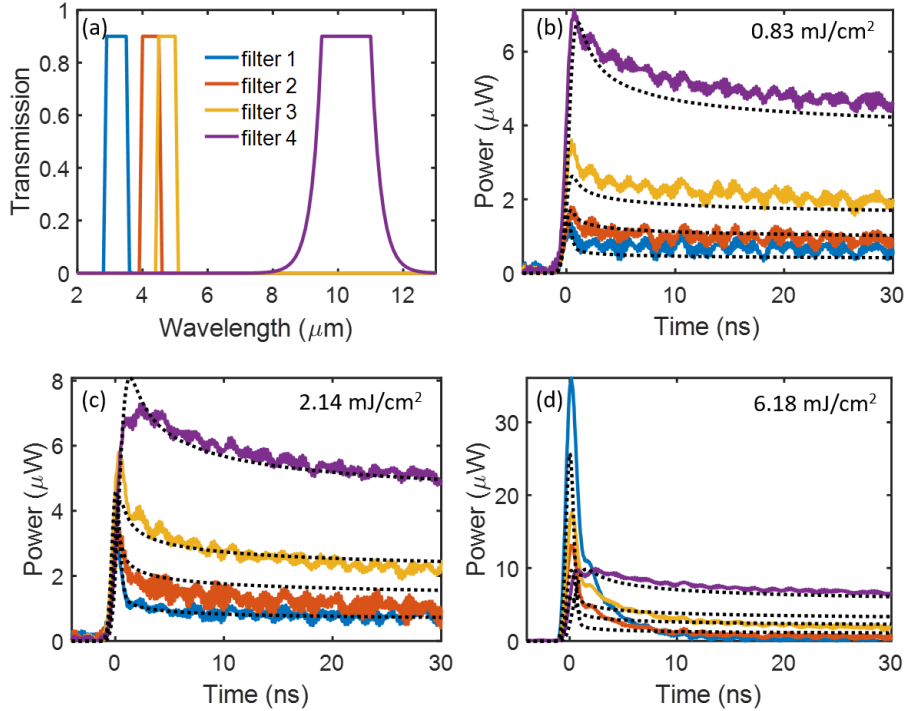 (a)
filter 1
filter 2
filter 3
filter 4
Transmission
1
0.8
0.6
0.4
0.2
0
2 4 6 8 10 12
Wavelength (μm)
(b)
0.83 mJ/cm²
Power (μW)
6
4
2
0
0 10 20 30
Time (ns)
(c)
2.14 mJ/cm²
Power (μW)
8
6
4
2
0
0 10 20 30
Time (ns)
(d)
6.18 mJ/cm²
Power (μW)
30
20
10
0
0 10 20 30
Time (ns)